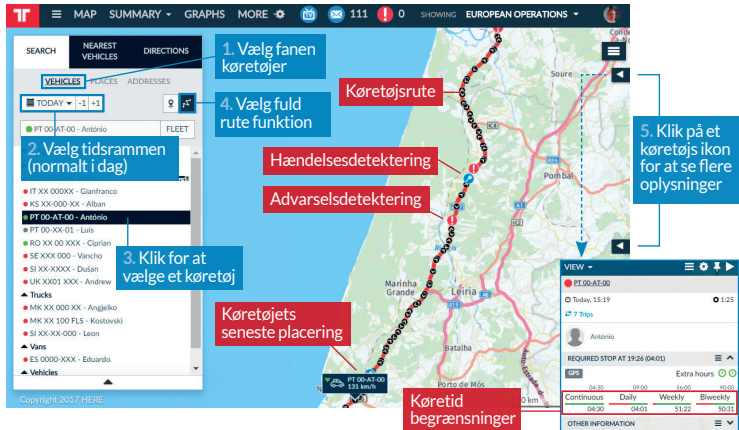 MAP SUMMARY GRAPHS MORE 111 0 SHOWING EUROPEAN OPERATIONS
SEARCH
NEAREST
VEHICLES
DIRECTIONS
VEHICLES PLACES ADDRESSES
TODAY -1 +1
PT 00-AT-00 - António FLEET
1. Vælg fanen
køretøjer
4. Vælg fuld
rute funktion
2. Vælg tidsrammen
(normalt i dag)
IT XX 000XX - Gianfranco
KS XX-000-XX - Alban
PT 00-AT-00 - António
PT 00-XX-01 - Luis
RO XX 00 XXX - Ciprian
SE XXX 000 - Vancho
SI XX-XXXX - Dušan
UK XX01 XXX - Andrew
Trucks
MK XX 000 XX - Angjelko
MK XX 100 FLS - Kostovski
SI XX-XX-000 - Leon
Vans
ES 0000-XXX - Eduardo
Vehicles
3. Klik for at
vælge et køretøj
Copyright 2017 HERE
Køretøjsrute
Hændelsesdetektering
Advarselsdetektering
Køretøjets
seneste placering
PT 00-AT-00
131 km/h
Køretid
begrænsninger
Soure
Pombal
A1
IC2
Marinha
Grande
Leiria
Batalha
Porto de Mós
5. Klik på et
køretøjs ikon
for at se flere
oplysninger
VIEW
PT 00-AT-00
Today, 15:19 1:25
7 Trips
António
REQUIRED STOP AT 19:26 (04:01)
GPS Extra hours
04:30 09:00 56:00 90:00
Continuous Daily Weekly Biweekly
04:30 04:01 51:22 50:31
OTHER INFORMATION